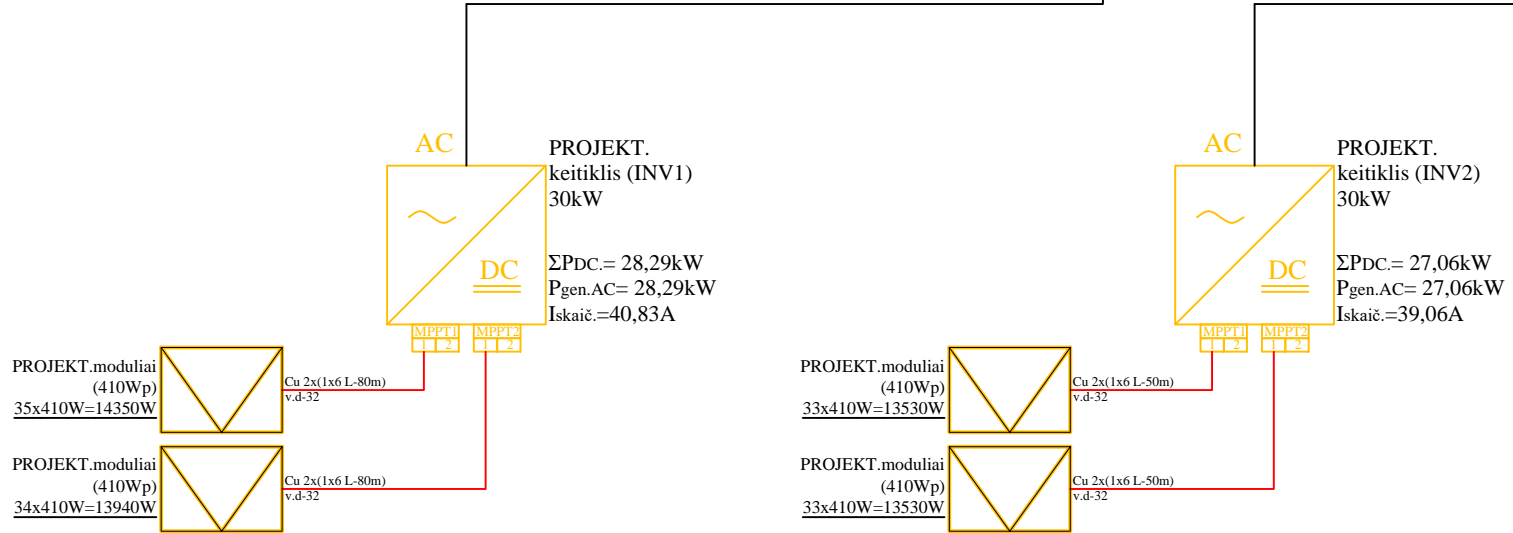 AC
PROJEKT.
keitiklis (INV1)
30kW
ΣPDC.= 28,29kW
DC
Pgen.AC= 28,29kW
Iskaič.=40,83A
MPPT1 MPPT2
1 2 1 2
PROJEKT.moduliai
(410Wp)
35x410W=14350W
Cu 2x(1x6 L-80m)
v.d-32
PROJEKT.moduliai
(410Wp)
34x410W=13940W
Cu 2x(1x6 L-80m)
v.d-32
AC
PROJEKT.
keitiklis (INV2)
30kW
ΣPDC.= 27,06kW
DC
Pgen.AC= 27,06kW
Iskaič.=39,06A
MPPT1 MPPT2
1 2 1 2
PROJEKT.moduliai
(410Wp)
33x410W=13530W
Cu 2x(1x6 L-50m)
v.d-32
PROJEKT.moduliai
(410Wp)
33x410W=13530W
Cu 2x(1x6 L-50m)
v.d-32